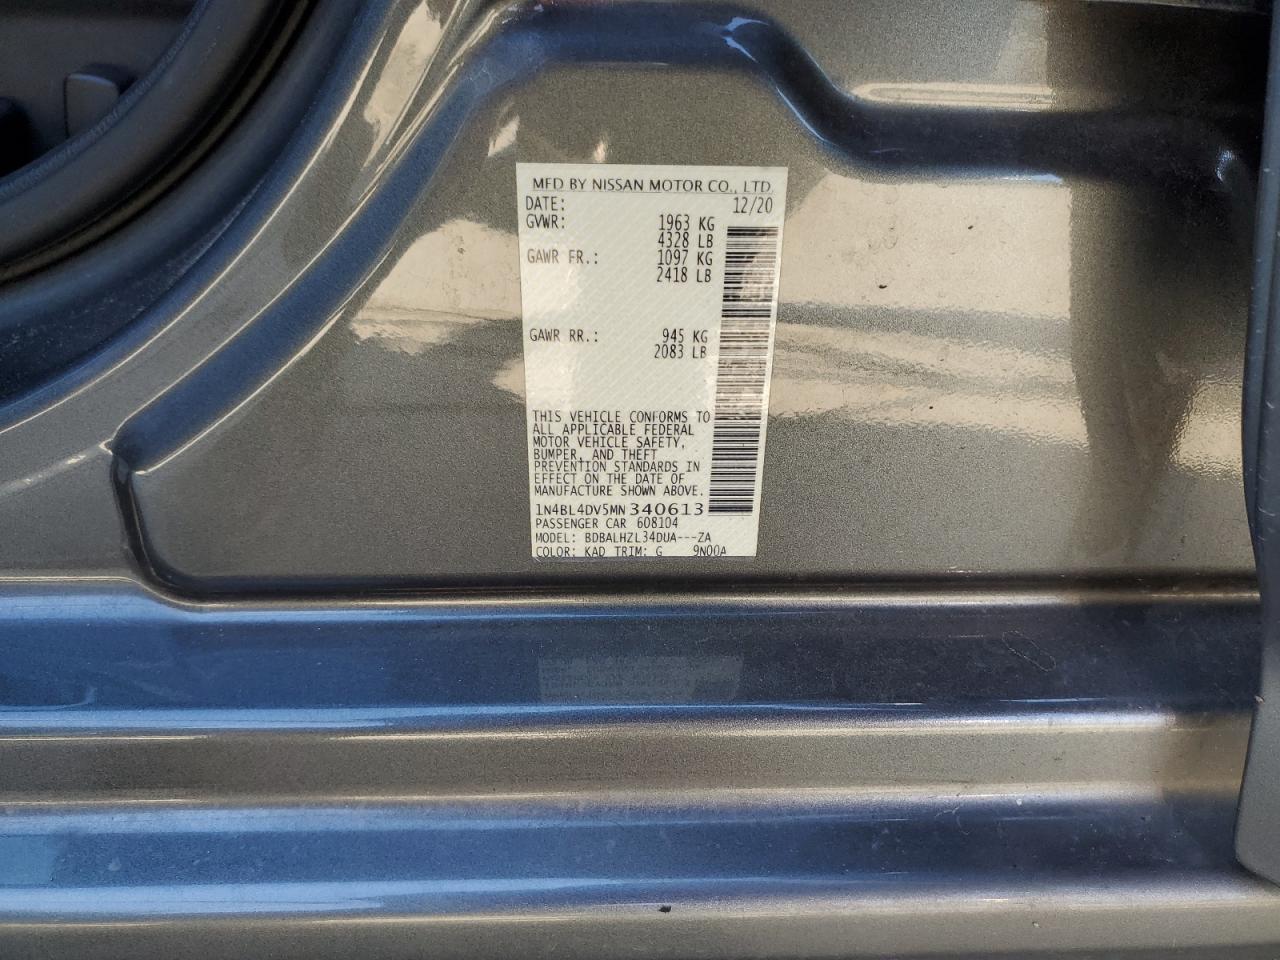 MFD BY NISSAN MOTOR CO., LTD.
DATE: 12/20
GVWR: 1963 KG
4328 LB
GAWR FR.: 1097 KG
2418 LB
GAWR RR.: 945 KG
2083 LB
THIS VEHICLE CONFORMS TO
ALL APPLICABLE FEDERAL
MOTOR VEHICLE SAFETY,
BUMPER, AND THEFT
PREVENTION STANDARDS IN
EFFECT ON THE DATE OF
MANUFACTURE SHOWN ABOVE.
1N4BL4DV5MN340613
PASSENGER CAR 608104
MODEL: BDBALHZL34DUA---ZA
COLOR: KAD TRIM: G 9N00A